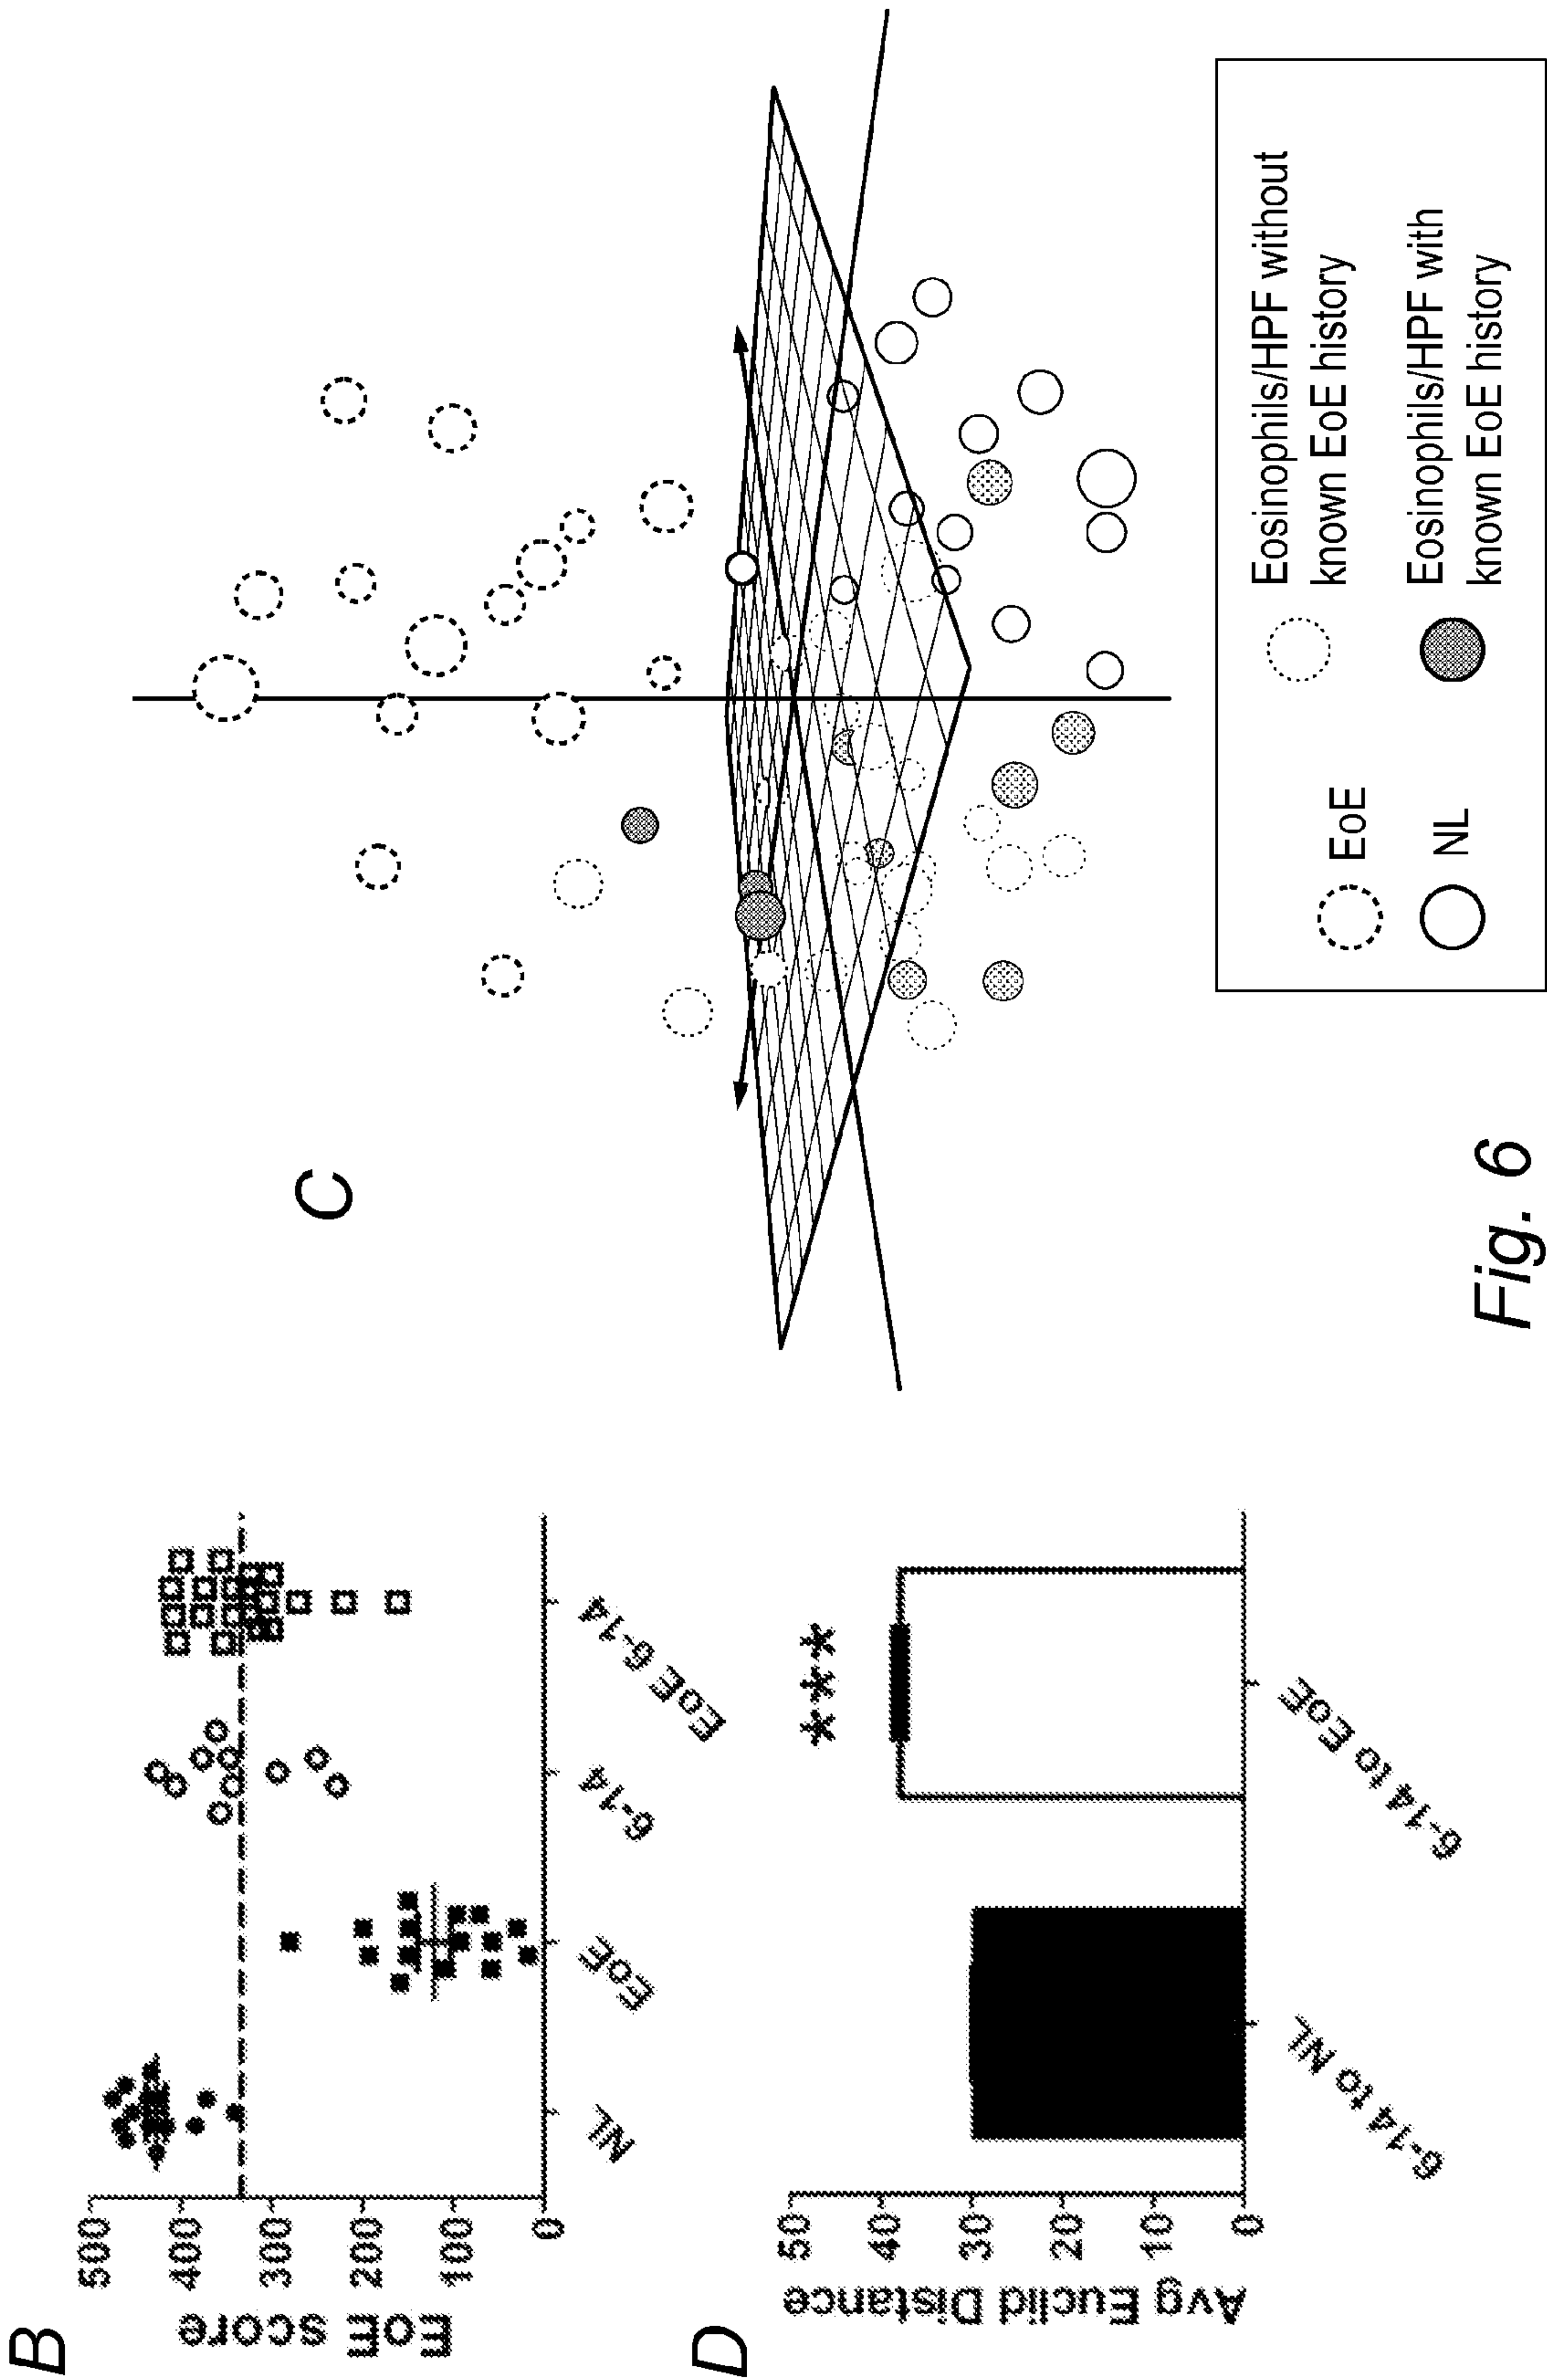 B
EoE score
500
400
300
200
100
0
NL
EoE
6-14
EoE 6-14
C
D
Avg Euclid Distance
50
40
30
20
10
0
***
6-14 to NL
6-14 to EoE
EoE
NL
Eosinophils/HPF without
known EoE history
Eosinophils/HPF with
known EoE history
Fig. 6